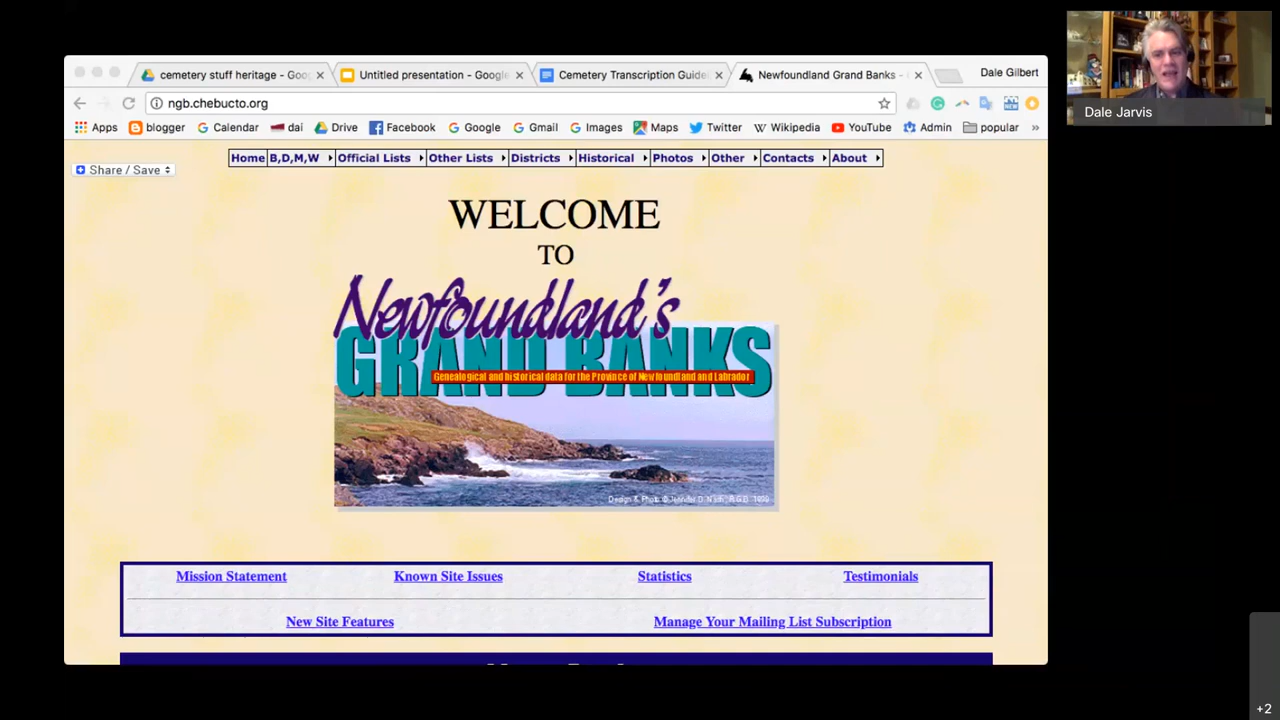 cemetery stuff heritage - Goo
Untitled presentation - Google
Cemetery Transcription Guide
Newfoundland Grand Banks -
Dale Gilbert
ngb.chebucto.org
Apps
blogger
Calendar
dai
Drive
Facebook
Google
Gmail
Images
Maps
Twitter
Wikipedia
YouTube
Admin
popular
»
Home
B,D,M,W
Official Lists
Other Lists
Districts
Historical
Photos
Other
Contacts
About
Share / Save
WELCOME
TO
Newfoundland's
GRAND BANKS
Genealogical and historical data for the Province of Newfoundland and Labrador
Mission Statement
Known Site Issues
Statistics
Testimonials
New Site Features
Manage Your Mailing List Subscription
Dale Jarvis
+2